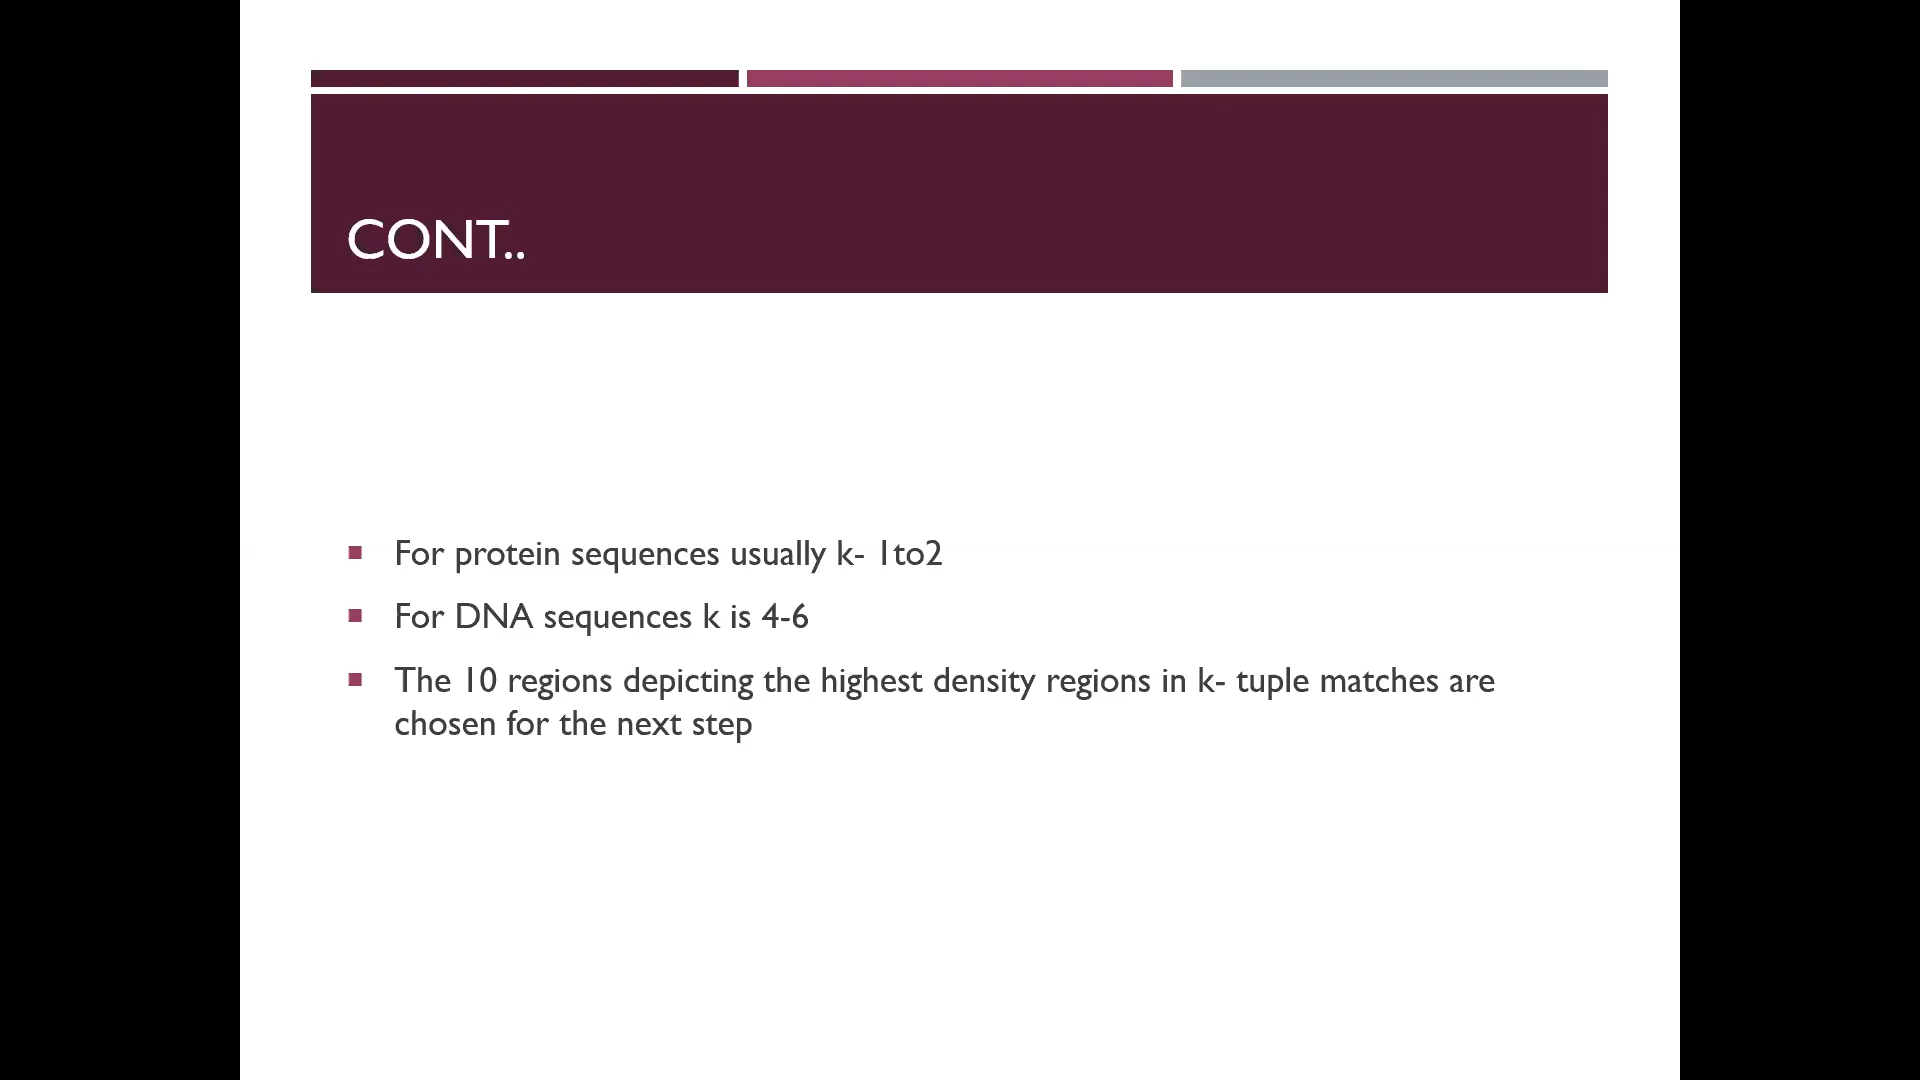 CONT..
For protein sequences usually k- 1to2
For DNA sequences k is 4-6
The 10 regions depicting the highest density regions in k- tuple matches are
chosen for the next step